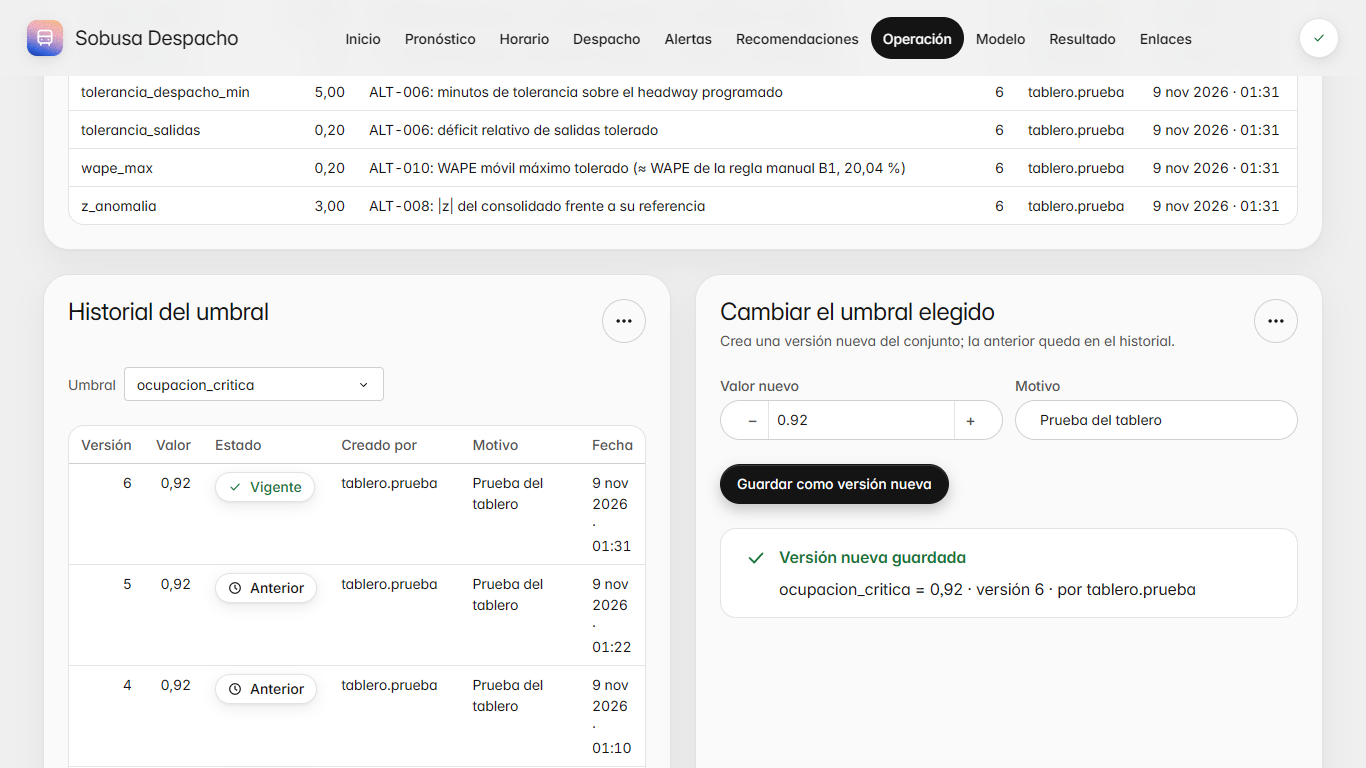 Sobusa Despacho
Inicio Pronóstico Horario Despacho Alertas Recomendaciones Operación Modelo Resultado Enlaces
tolerancia_despacho_min 5,00 ALT-006: minutos de tolerancia sobre el headway programado 6 tablero.prueba 9 nov 2026 · 01:31
tolerancia_salidas 0,20 ALT-006: déficit relativo de salidas tolerado 6 tablero.prueba 9 nov 2026 · 01:31
wape_max 0,20 ALT-010: WAPE móvil máximo tolerado (≈ WAPE de la regla manual B1, 20,04 %) 6 tablero.prueba 9 nov 2026 · 01:31
z_anomalia 3,00 ALT-008: |z| del consolidado frente a su referencia 6 tablero.prueba 9 nov 2026 · 01:31
Historial del umbral
Umbral ocupacion_critica
Versión Valor Estado Creado por Motivo Fecha
6 0,92 Vigente tablero.prueba Prueba del 9 nov
tablero 2026
·
01:31
5 0,92 Anterior tablero.prueba Prueba del 9 nov
tablero 2026
·
01:22
4 0,92 Anterior tablero.prueba Prueba del 9 nov
tablero 2026
·
01:10
Cambiar el umbral elegido
Crea una versión nueva del conjunto; la anterior queda en el historial.
Valor nuevo Motivo
− 0.92 + Prueba del tablero
Guardar como versión nueva
Versión nueva guardada
ocupacion_critica = 0,92 · versión 6 · por tablero.prueba